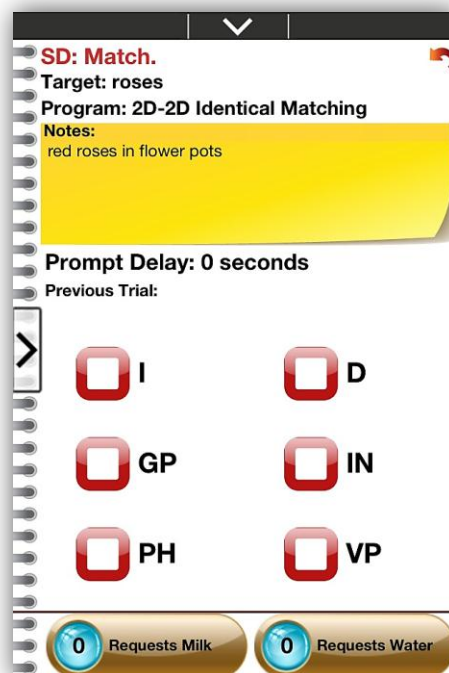 SD: Match.
Target: roses
Program: 2D-2D Identical Matching
Notes:
red roses in flower pots
Prompt Delay: 0 seconds
Previous Trial:
I
D
GP
IN
PH
VP
0 Requests Milk
0 Requests Water